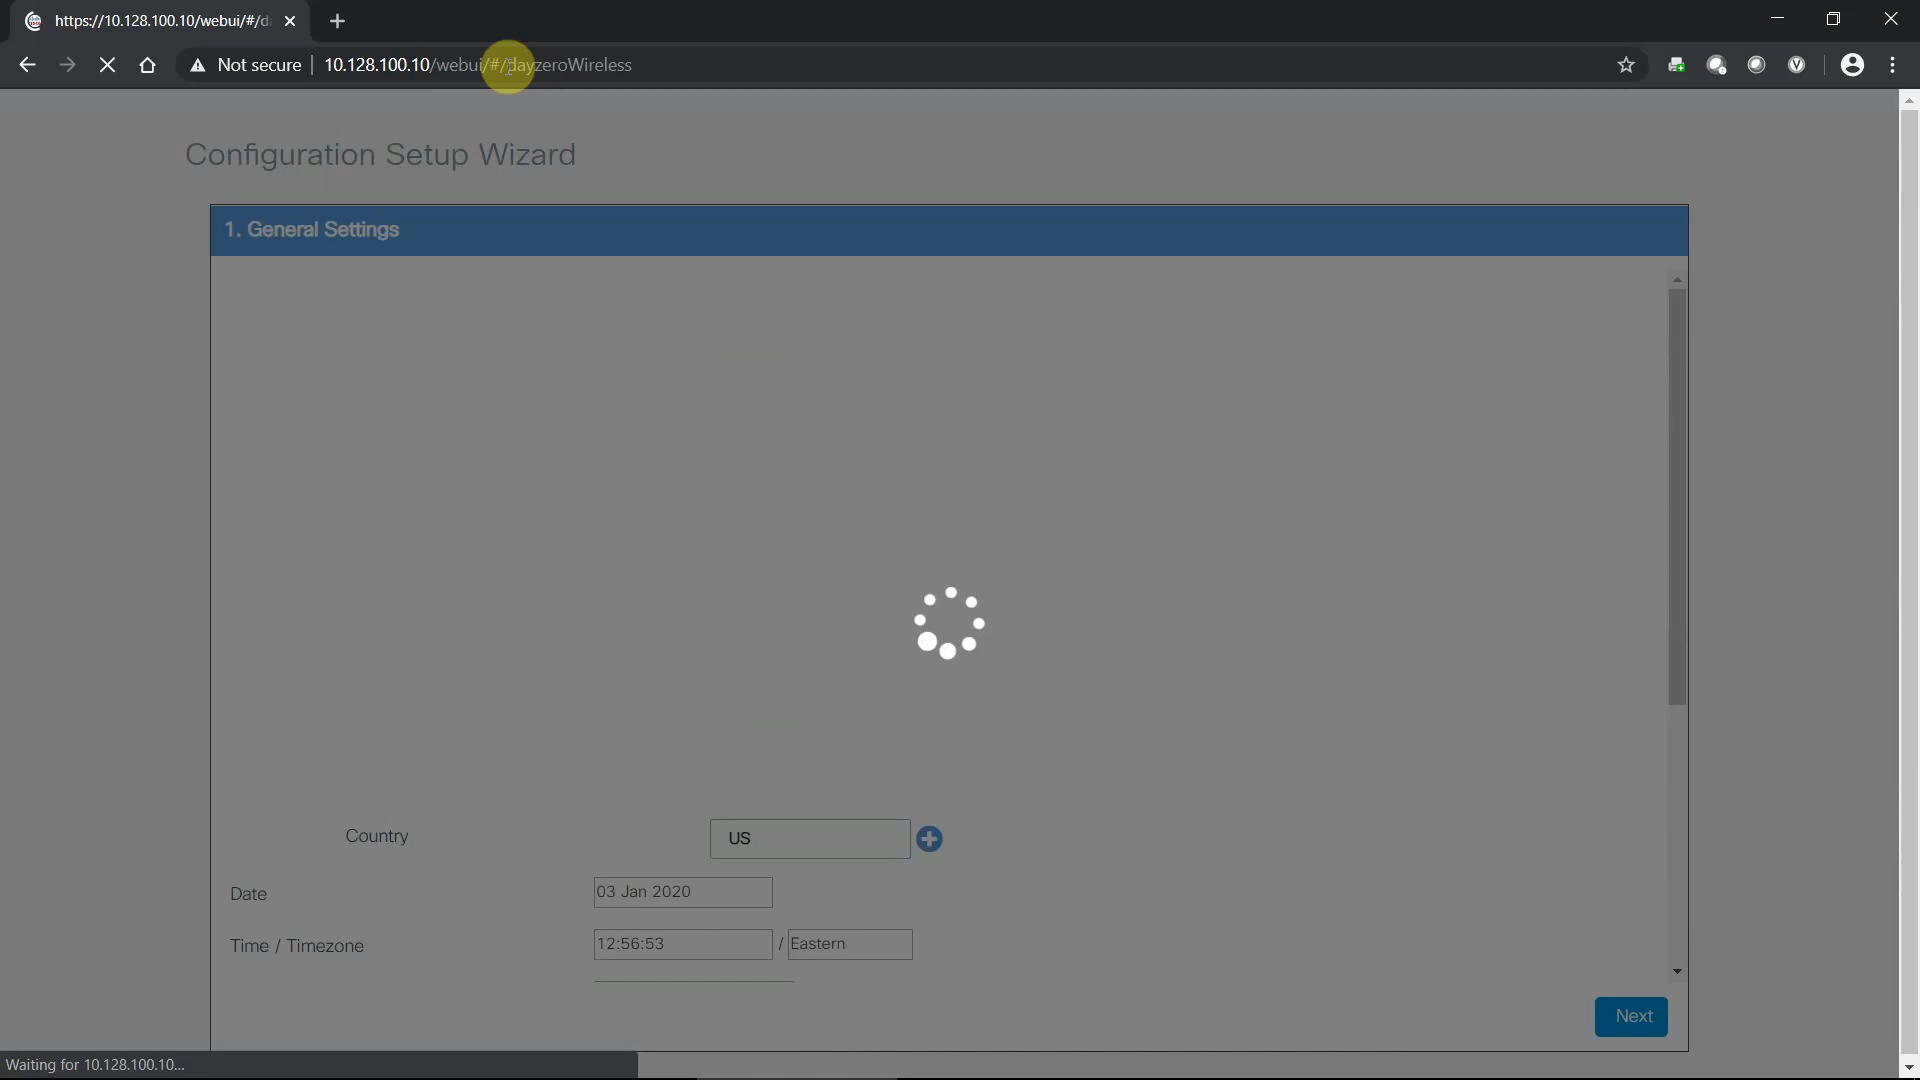 https://10.128.100.10/webui/#/d
Not secure 10.128.100.10/webui/#/dayzeroWireless
Configuration Setup Wizard
1. General Settings
Country US
Date 03 Jan 2020
Time / Timezone 12:56:53 / Eastern
Next
Waiting for 10.128.100.10...